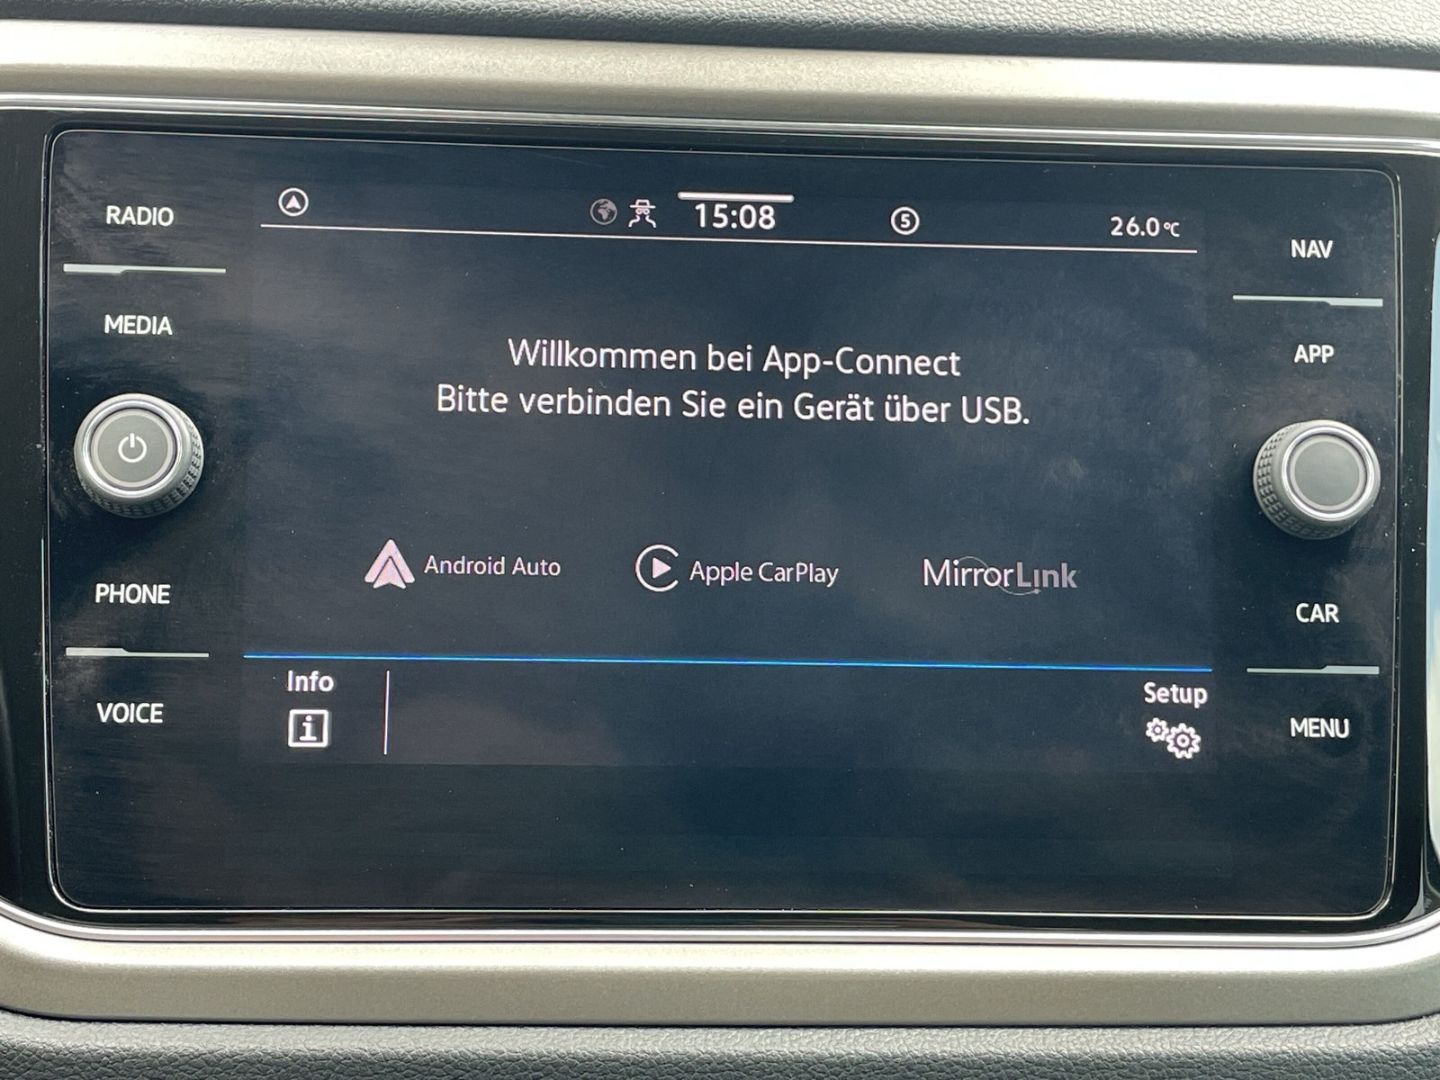 RADIO
MEDIA
PHONE
VOICE
15:08
5
26.0°C
Willkommen bei App-Connect
Bitte verbinden Sie ein Gerät über USB.
Android Auto
Apple CarPlay
MirrorLink
Info
i
Setup
NAV
APP
CAR
MENU